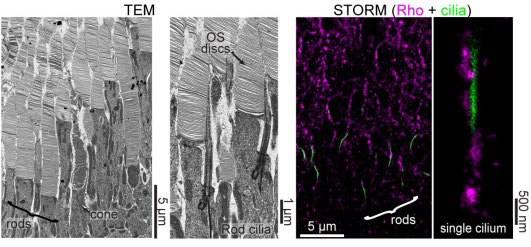 TEM
STORM (Rho + cilia)
OS
discs
rods
cone
5 µm
Rod cilia
1 µm
5 µm
rods
single cilium
500 nm